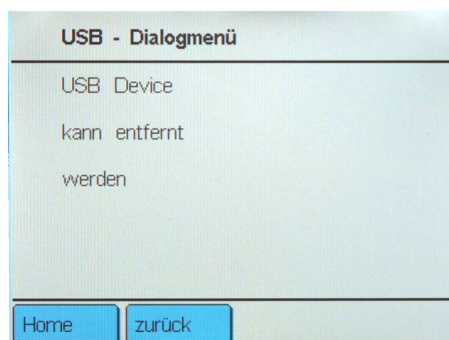 USB - Dialogmenü
USB Device
kann entfernt
werden
Home zurück